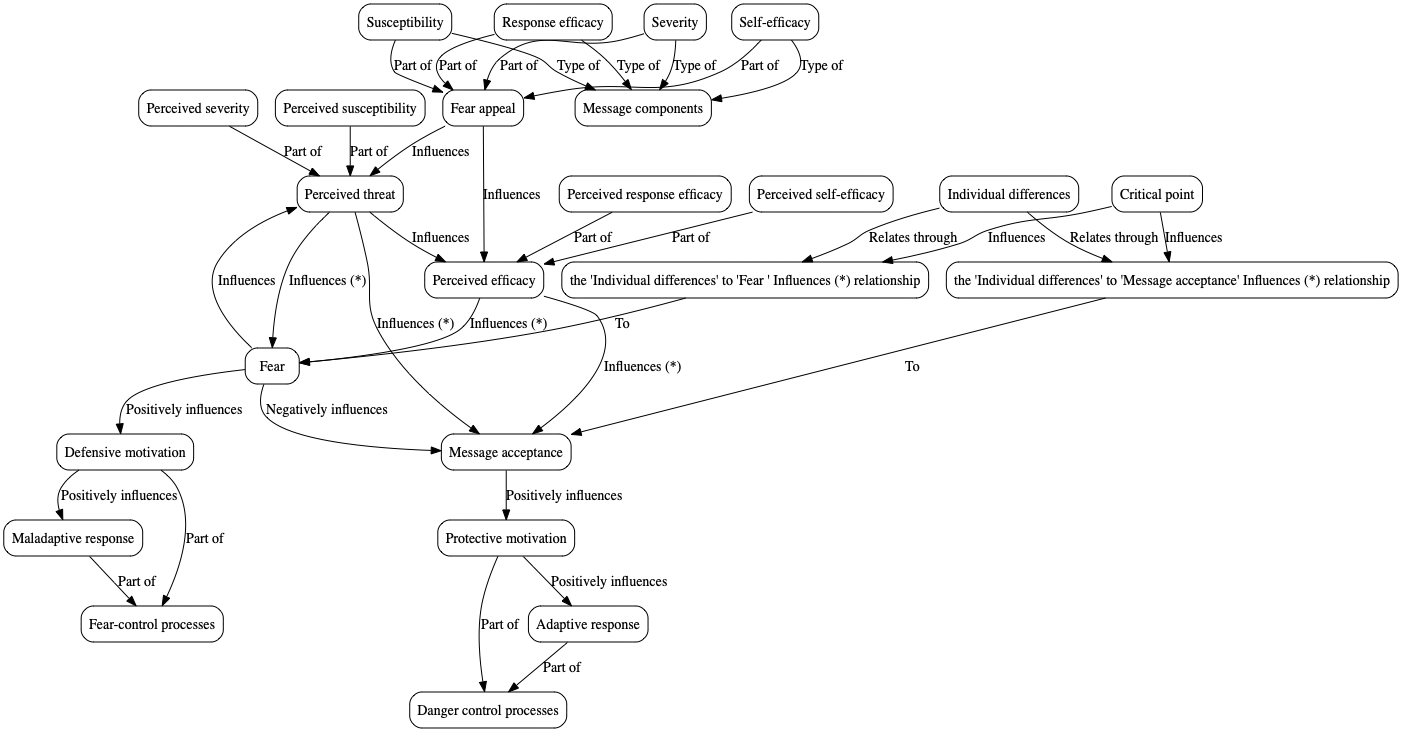 Susceptibility
Response efficacy
Severity
Self-efficacy
Part of
Part of
Part of
Type of
Type of
Type of
Part of
Type of
Perceived severity
Perceived susceptibility
Fear appeal
Message components
Part of
Part of
Influences
Perceived threat
Influences
Perceived response efficacy
Perceived self-efficacy
Individual differences
Critical point
Influences
Part of
Part of
Relates through
Influences
Relates through
Influences
Influences
Influences (*)
Perceived efficacy
the 'Individual differences' to 'Fear ' Influences (*) relationship
the 'Individual differences' to 'Message acceptance' Influences (*) relationship
Influences (*)
Influences (*)
To
Fear
Influences (*)
To
Positively influences
Negatively influences
Defensive motivation
Message acceptance
Positively influences
Positively influences
Maladaptive response
Part of
Protective motivation
Part of
Positively influences
Fear-control processes
Part of
Adaptive response
Part of
Danger control processes